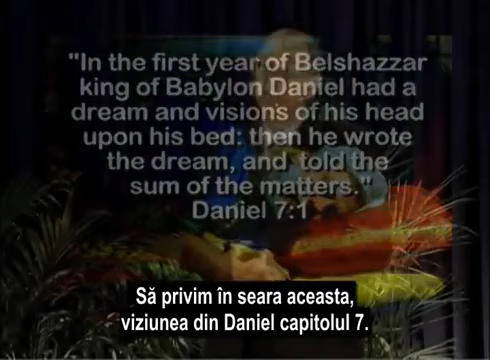 "In the first year of Belshazzar
king of Babylon Daniel had a
dream and visions of his head
upon his bed: then he wrote
the dream, and told the
sum of the matters."
Daniel 7:1
Să privim în seara aceasta,
viziunea din Daniel capitolul 7.